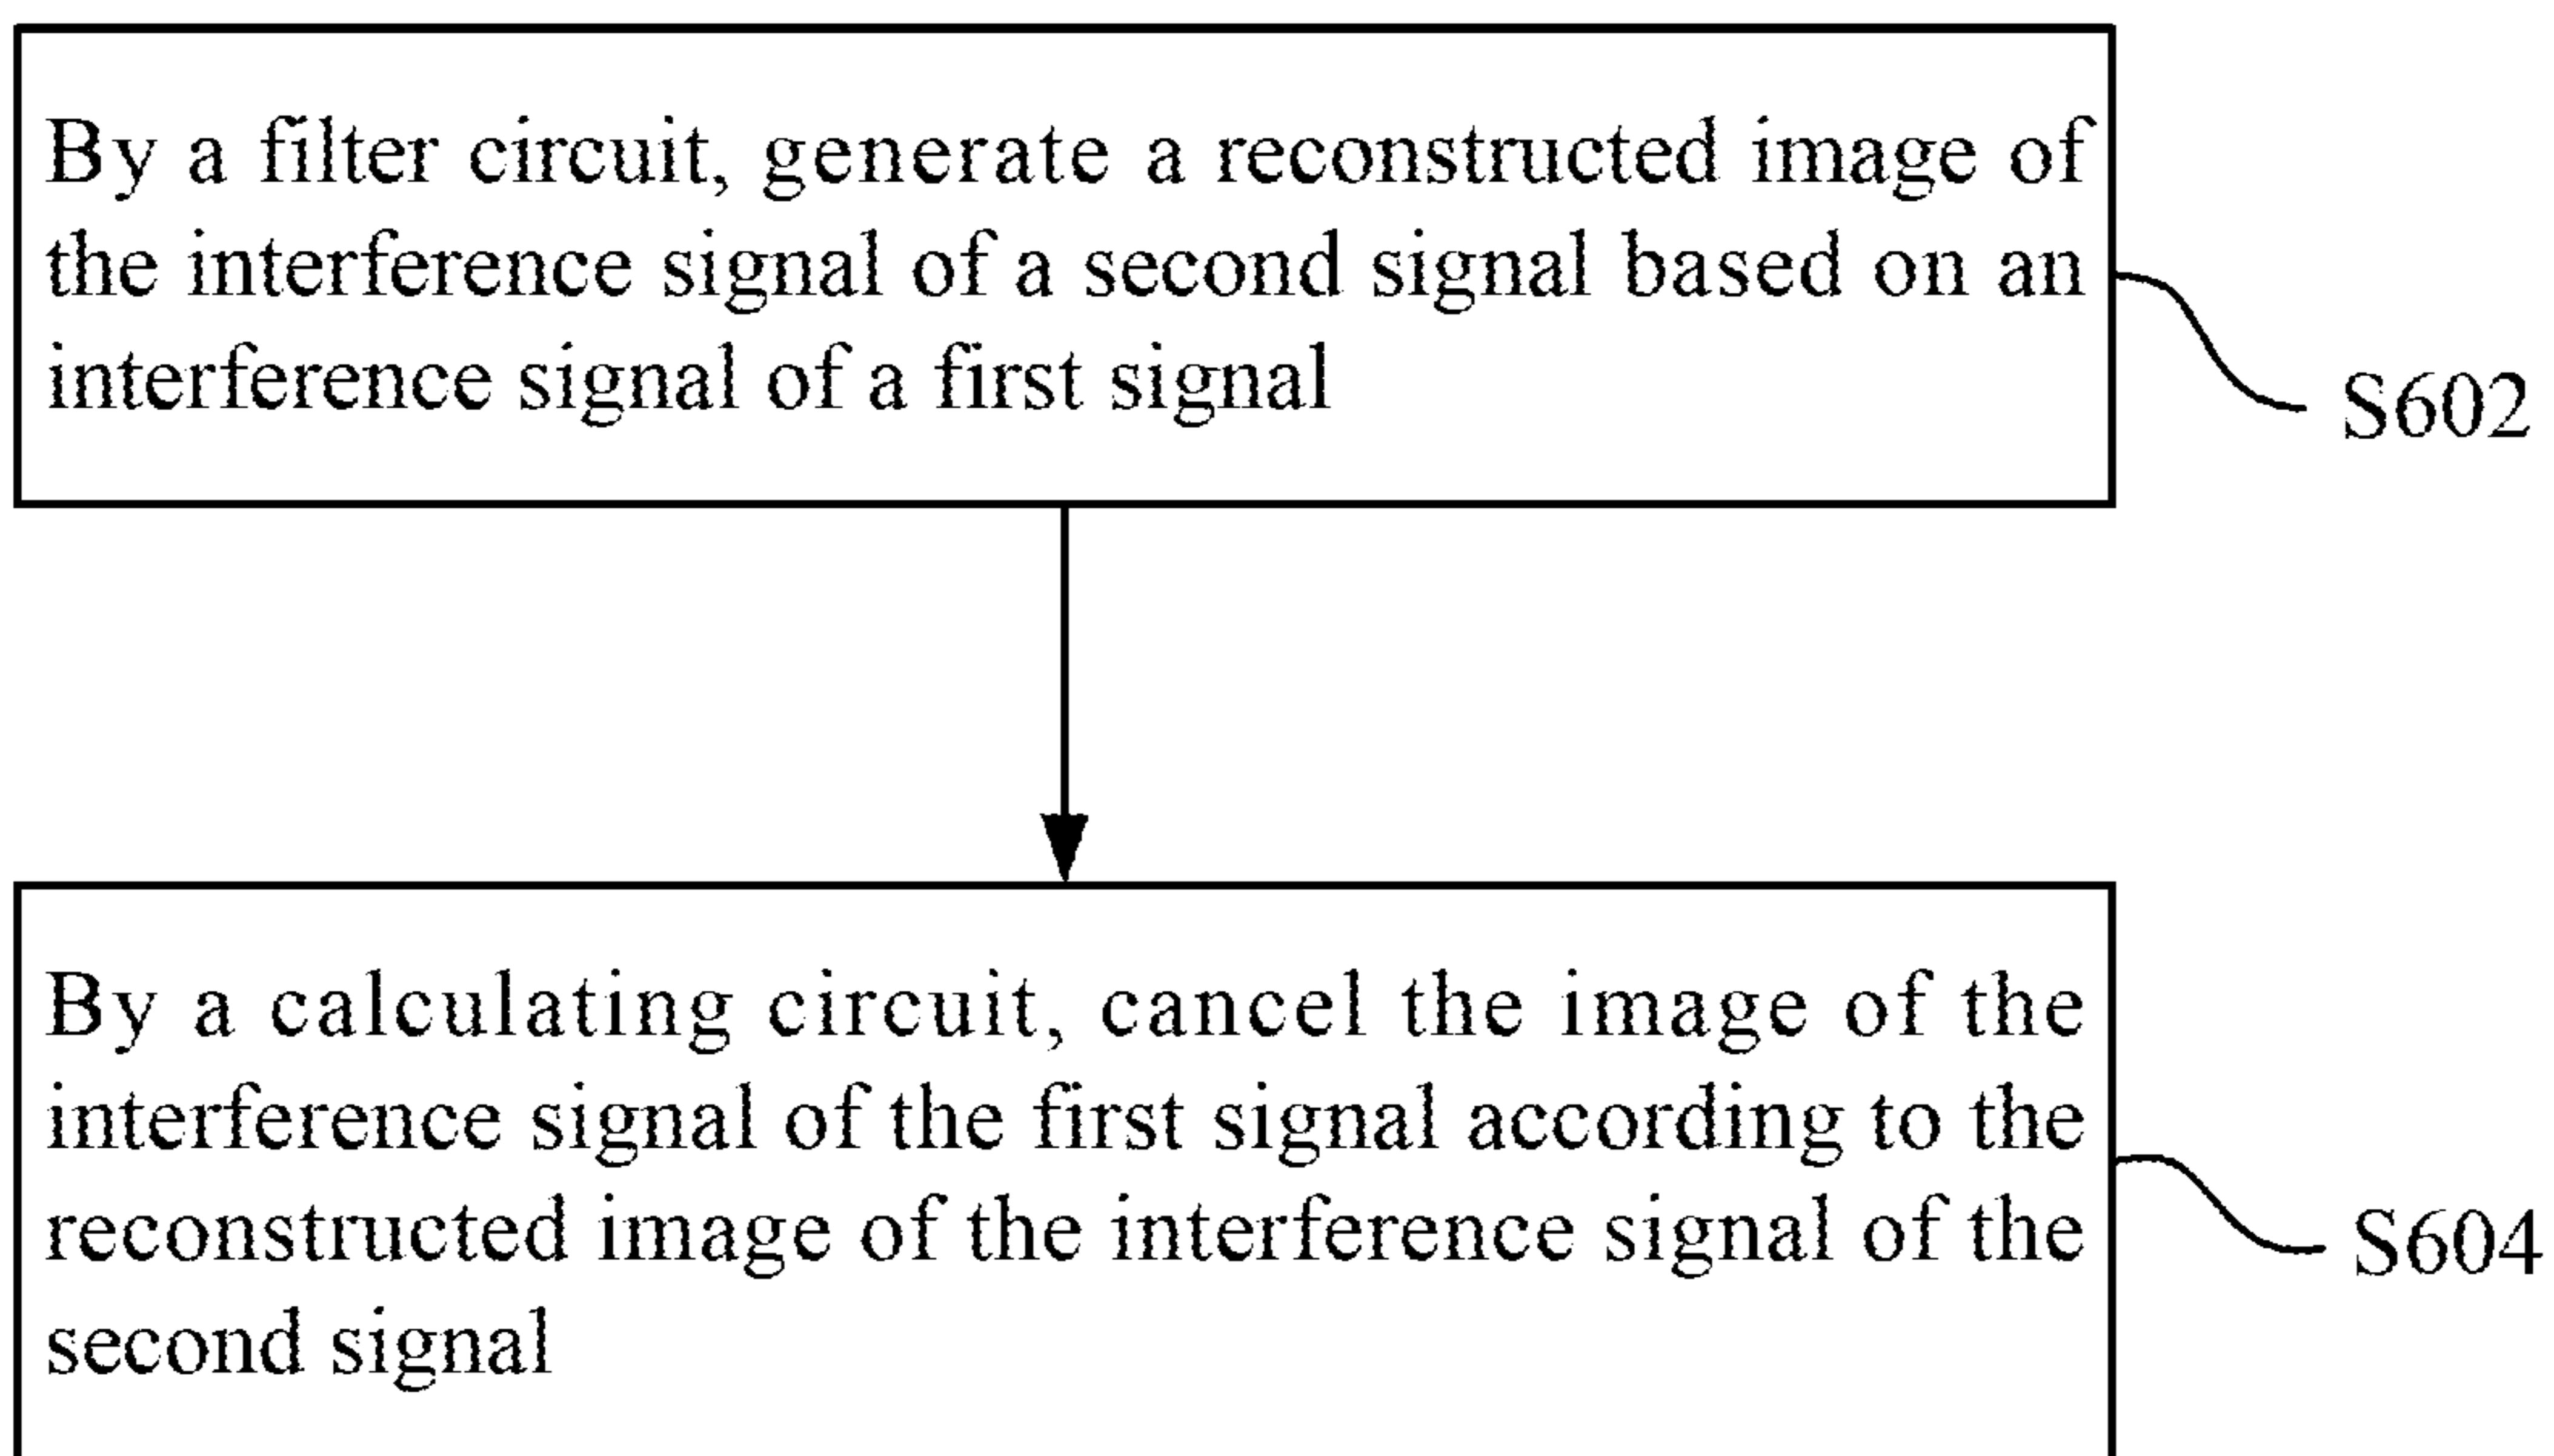 By a filter circuit, generate a reconstructed image of
the interference signal of a second signal based on an
interference signal of a first signal
S602
By a calculating circuit, cancel the image of the
interference signal of the first signal according to the
reconstructed image of the interference signal of the
second signal
S604